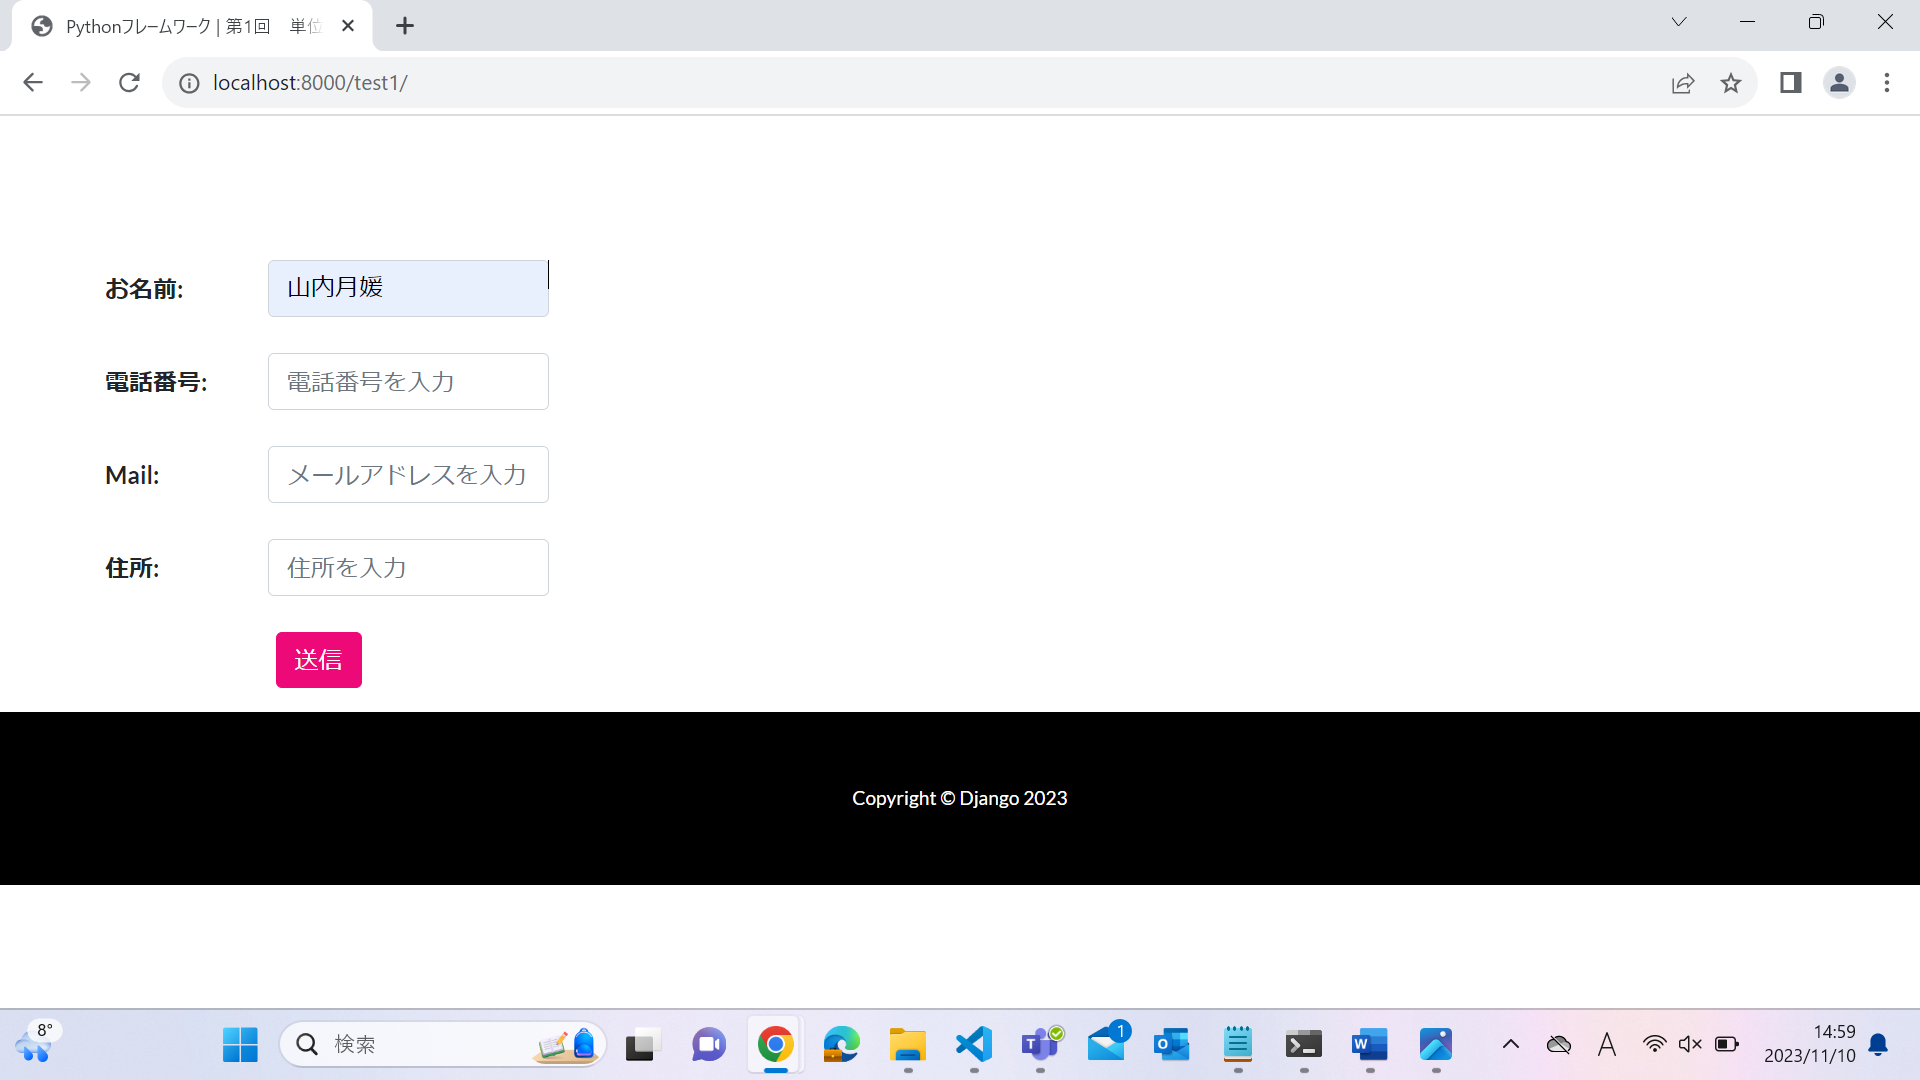 Pythonフレームワーク | 第1回　単位
localhost:8000/test1/
お名前: 山内月媛
電話番号: 電話番号を入力
Mail: メールアドレスを入力
住所: 住所を入力
送信
Copyright © Django 2023
8°
検索
1
A
14:59
2023/11/10